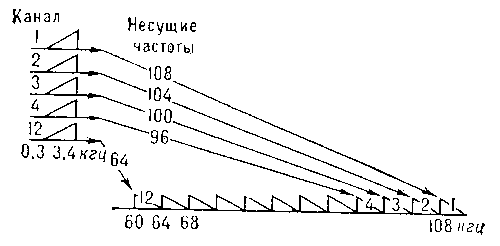 Канал
Несущие
частоты
1
2
3
4
12
0,3 3,4 кгц
108
104
100
96
64
12 4 3 2 1
60 64 68 108 кгц